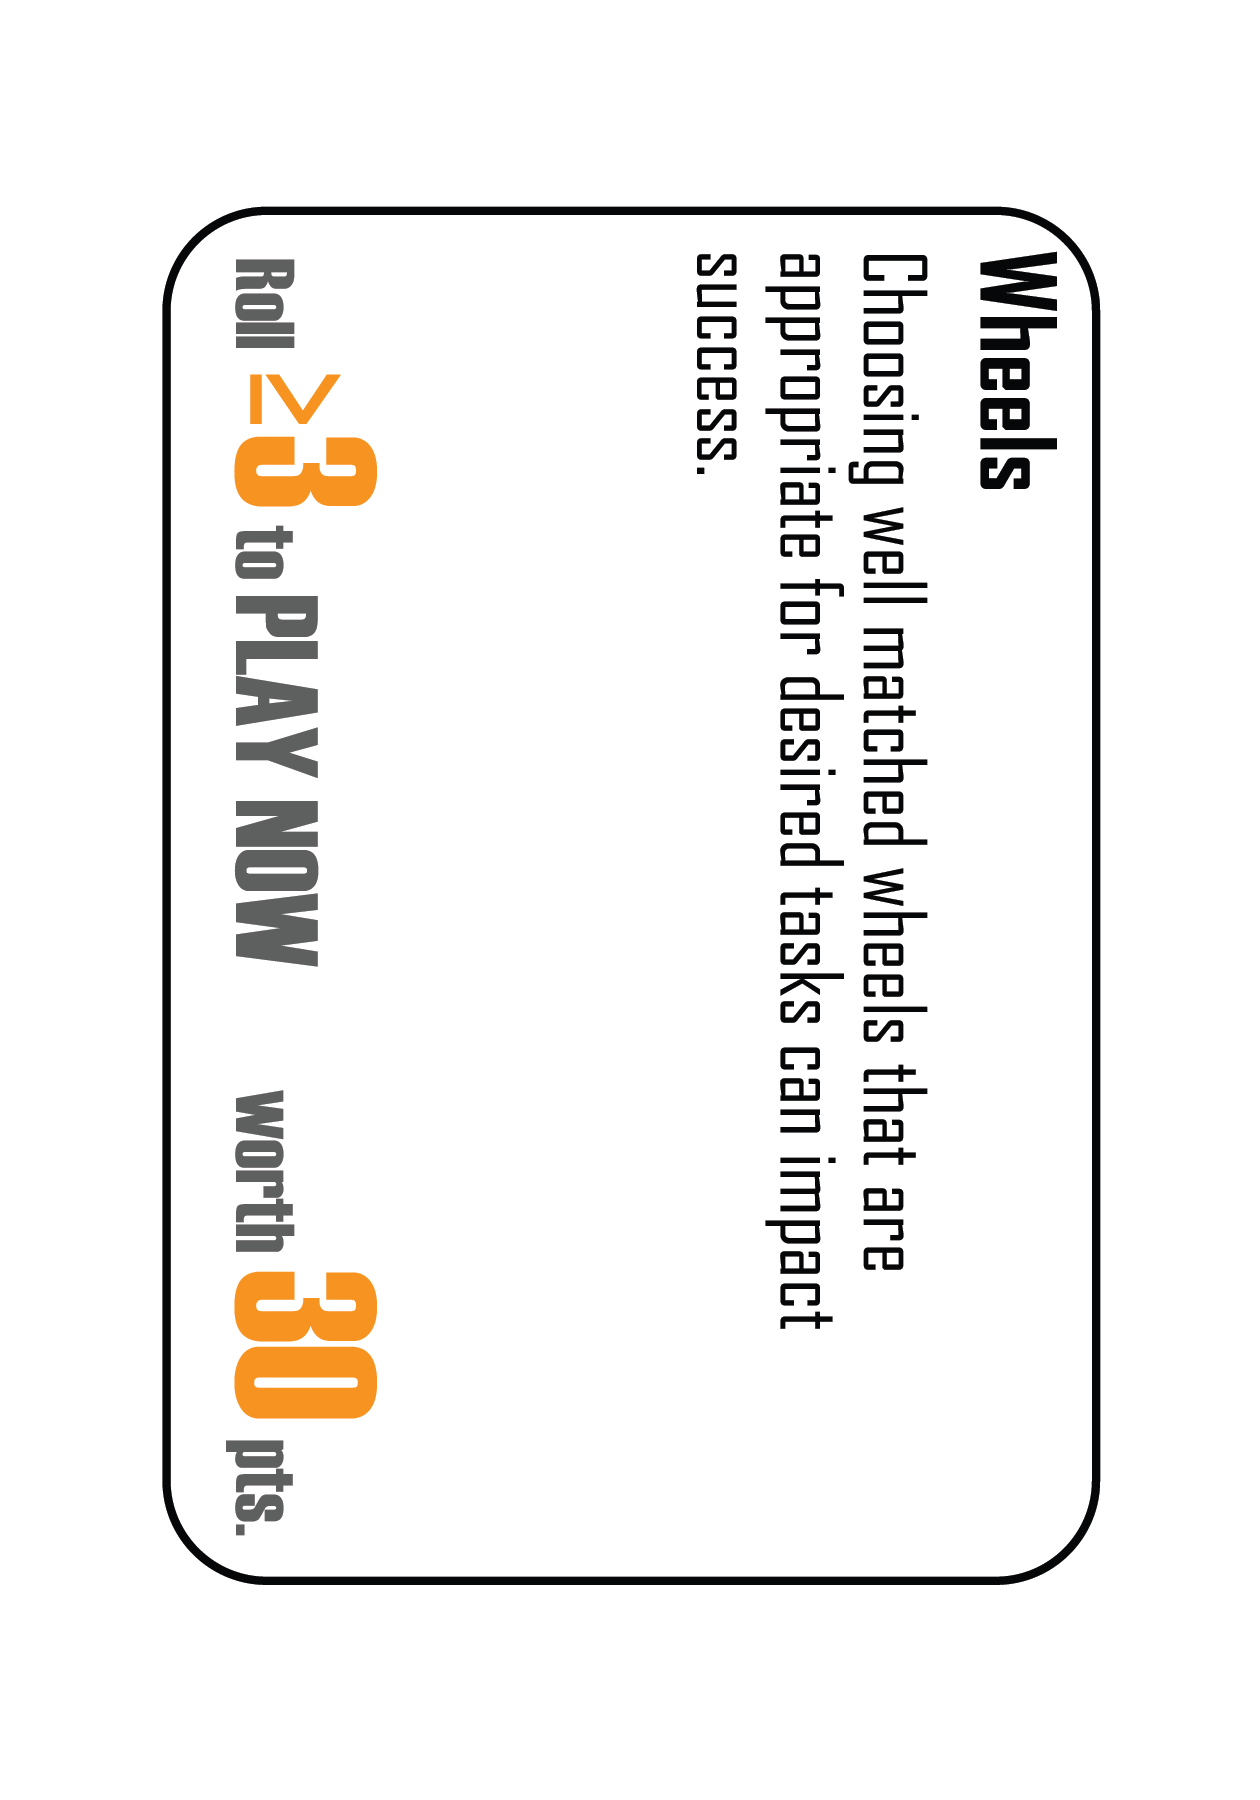 Wheels
Choosing well matched wheels that are
appropriate for desired tasks can impact
success.
Roll ≥3 to PLAY NOW worth 30 pts.